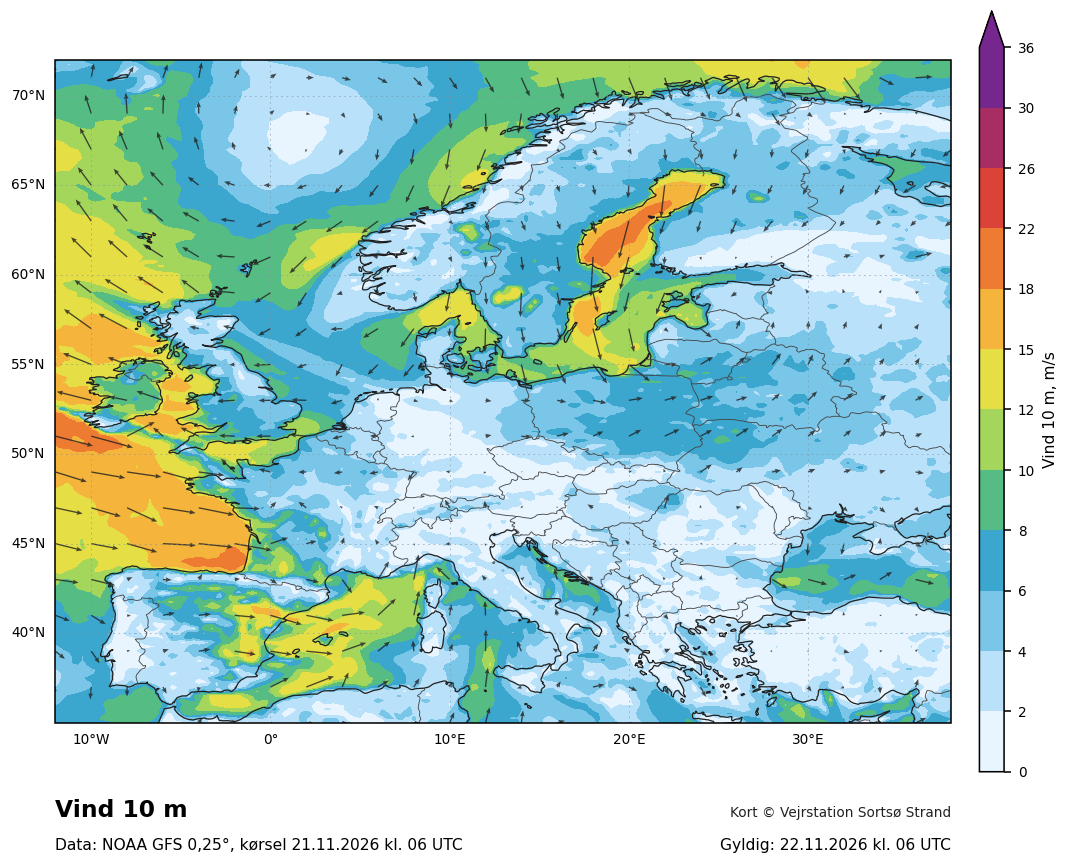 36
30
26
22
18
15
12
10
8
6
4
2
0
Vind 10 m, m/s
70°N
65°N
60°N
55°N
50°N
45°N
40°N
10°W
0°
10°E
20°E
30°E
Vind 10 m
Kort © Vejrstation Sortsø Strand
Data: NOAA GFS 0,25°, kørsel 21.11.2026 kl. 06 UTC
Gyldig: 22.11.2026 kl. 06 UTC